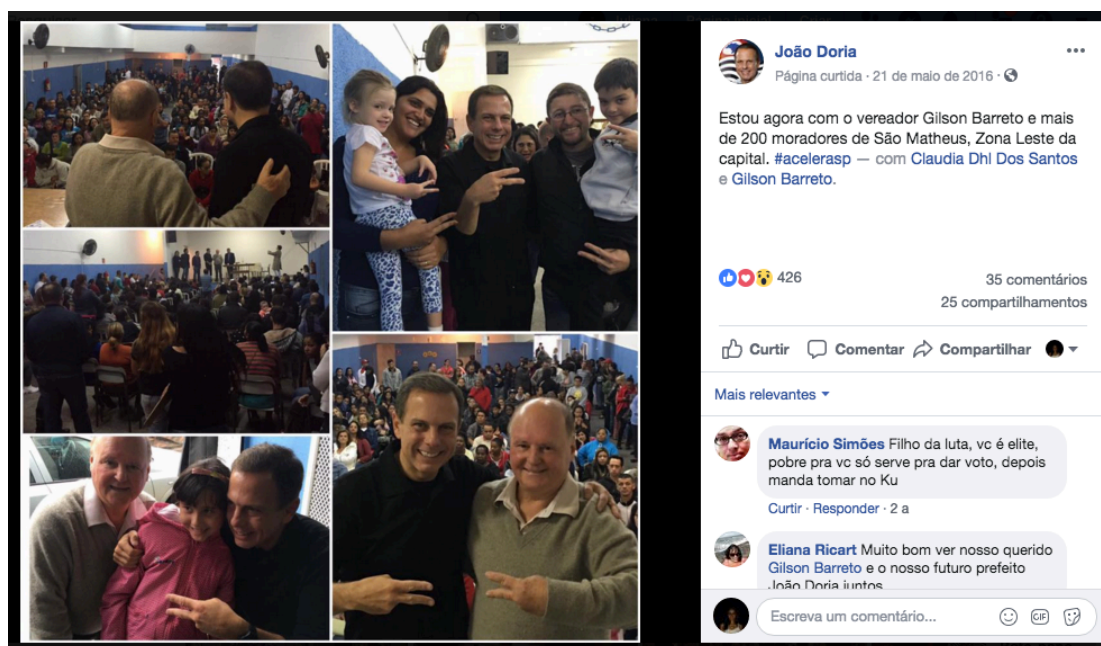 João Doria
Página curtida · 21 de maio de 2016 ·
Estou agora com o vereador Gilson Barreto e mais
de 200 moradores de São Matheus, Zona Leste da
capital. #acelerasp — com Claudia Dhl Dos Santos
e Gilson Barreto.
426
35 comentários
25 compartilhamentos
Curtir Comentar Compartilhar
Mais relevantes
Maurício Simões Filho da luta, vc é elite,
pobre pra vc só serve pra dar voto, depois
manda tomar no Ku
Curtir · Responder · 2 a
Eliana Ricart Muito bom ver nosso querido
Gilson Barreto e o nosso futuro prefeito
João Doria juntos
Escreva um comentário...
GIF